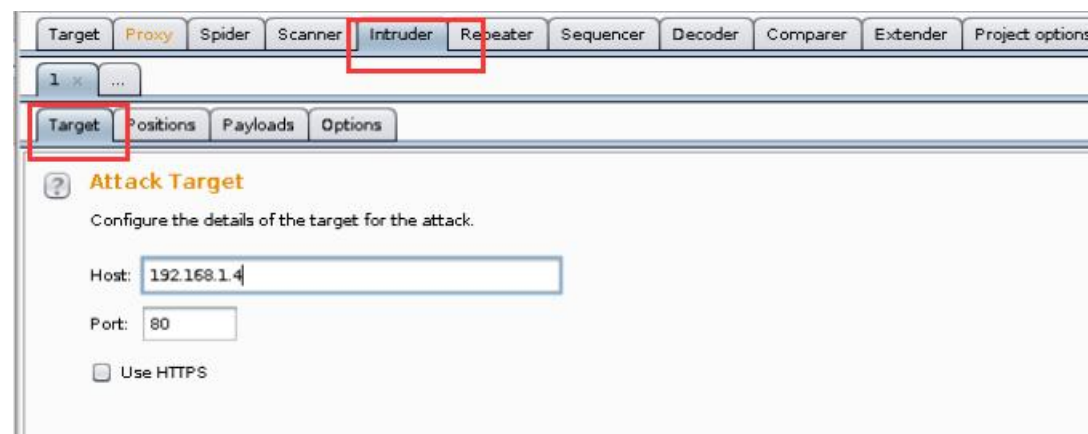 Target Proxy Spider Scanner Intruder Repeater Sequencer Decoder Comparer Extender Project options
1 × ...
Target Positions Payloads Options
? Attack Target
Configure the details of the target for the attack.
Host: 192.168.1.4
Port: 80
Use HTTPS